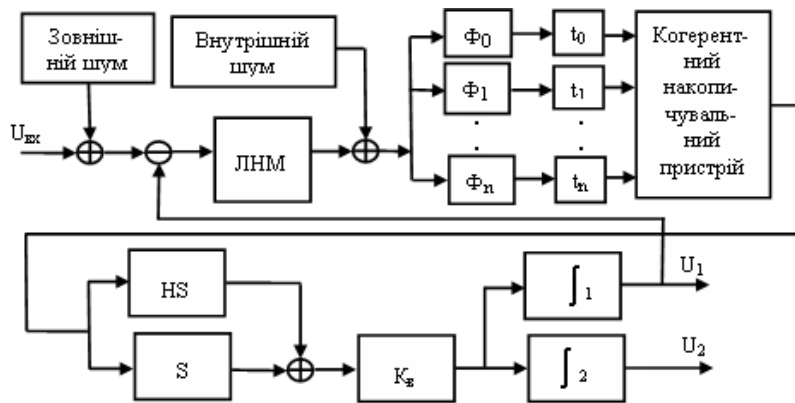 Зовніш-
ній шум
Внутрішній
шум
Uвх
ЛНМ
Ф0
Ф1
.
.
Фn
t0
t1
.
.
tn
Когерент-
ний
накопи-
чуваль-
ний
пристрій
HS
S
Kв
∫1
∫2
U1
U2